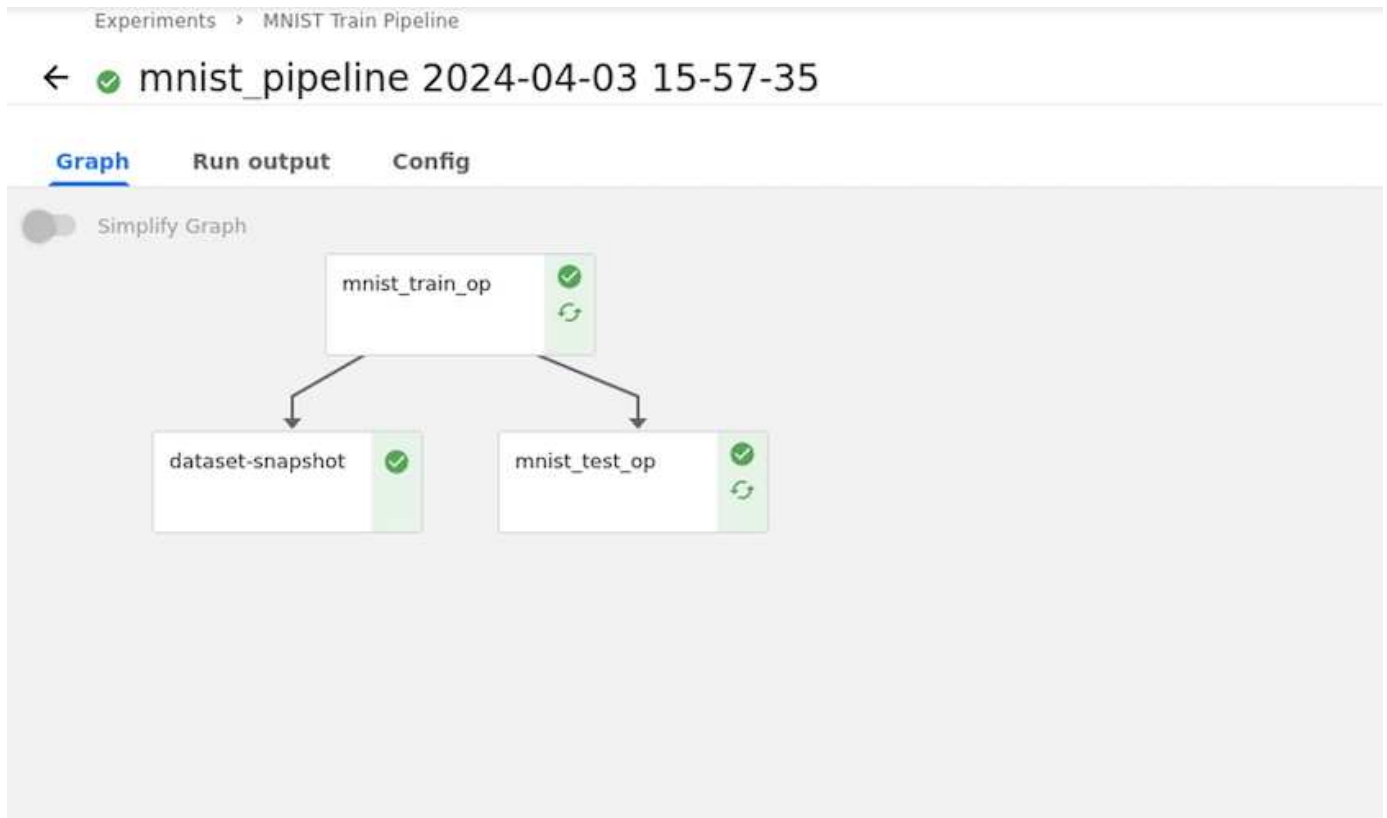 Experiments > MNIST Train Pipeline
mnist_pipeline 2024-04-03 15-57-35
Graph Run output Config
Simplify Graph
mnist_train_op
dataset-snapshot mnist_test_op